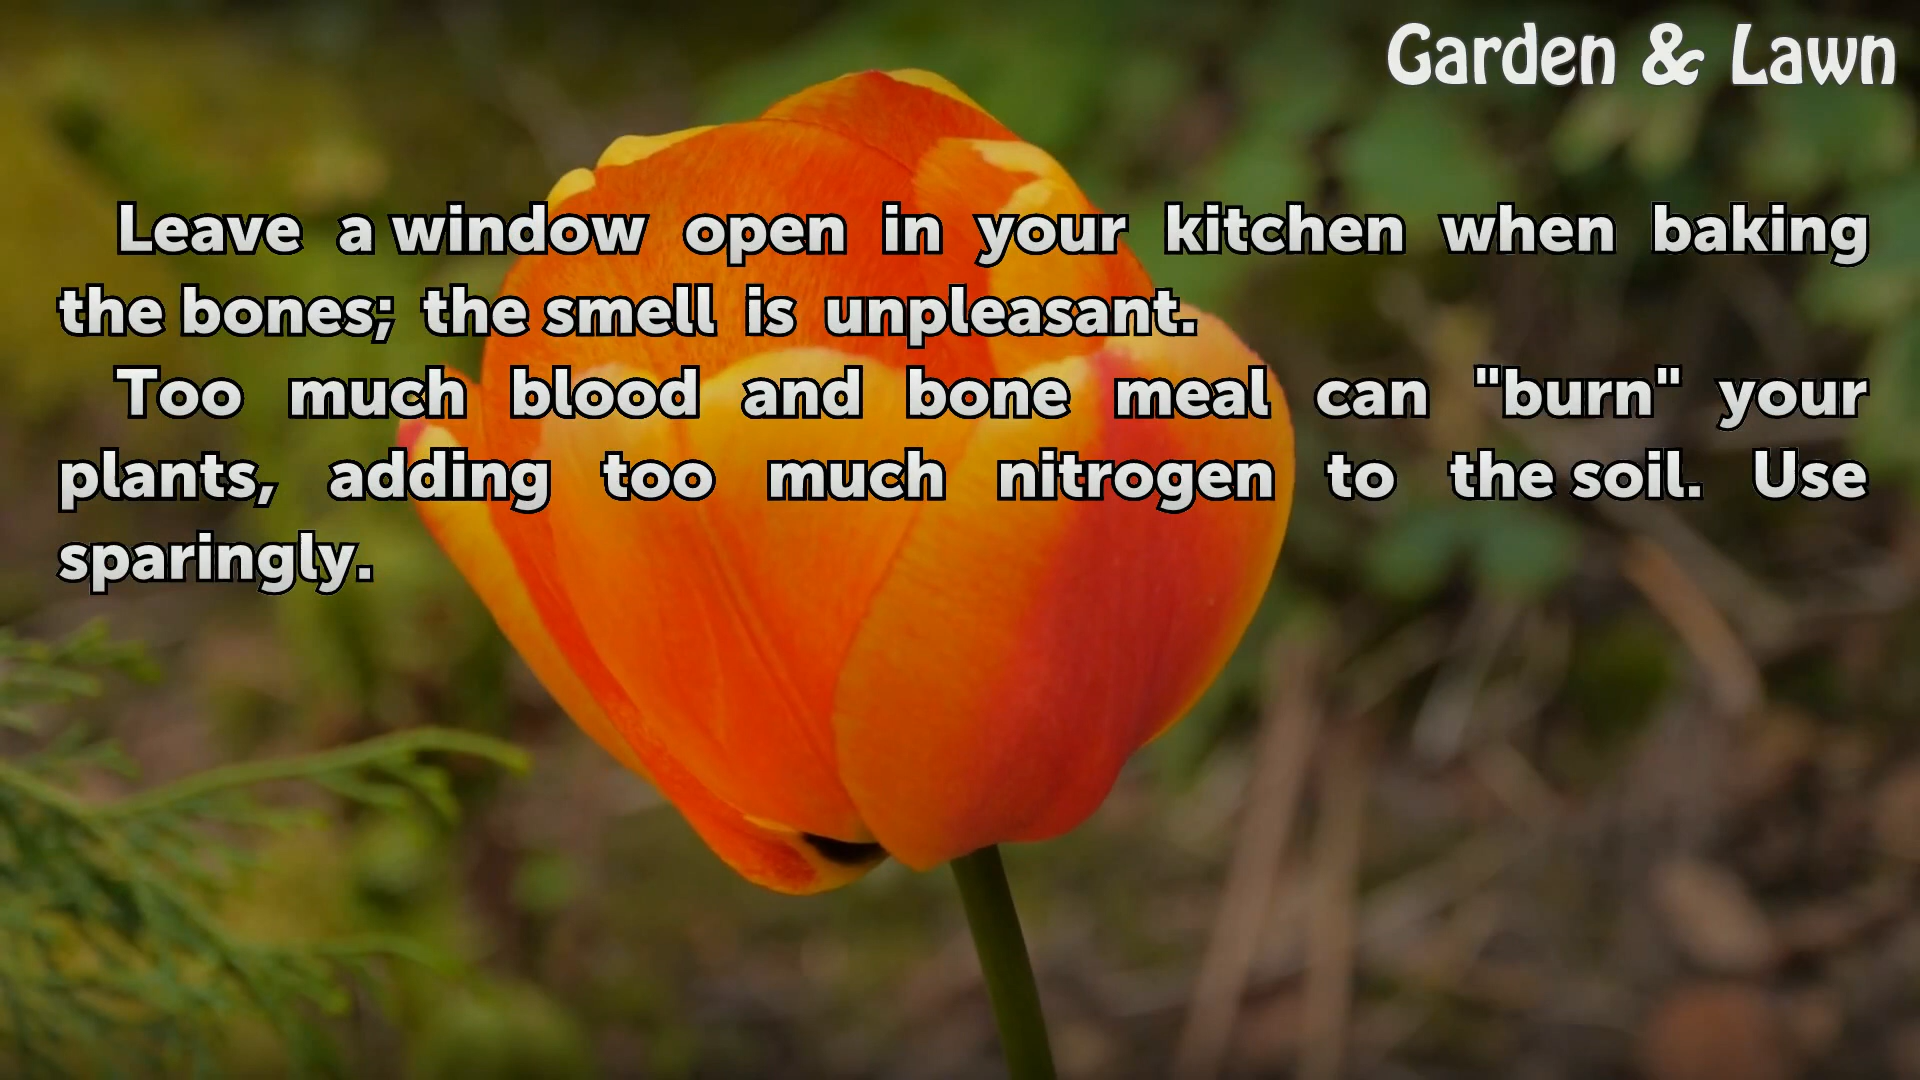 Garden & Lawn
Leave a window open in your kitchen when baking
the bones; the smell is unpleasant.
Too much blood and bone meal can "burn" your
plants, adding too much nitrogen to the soil. Use
sparingly.